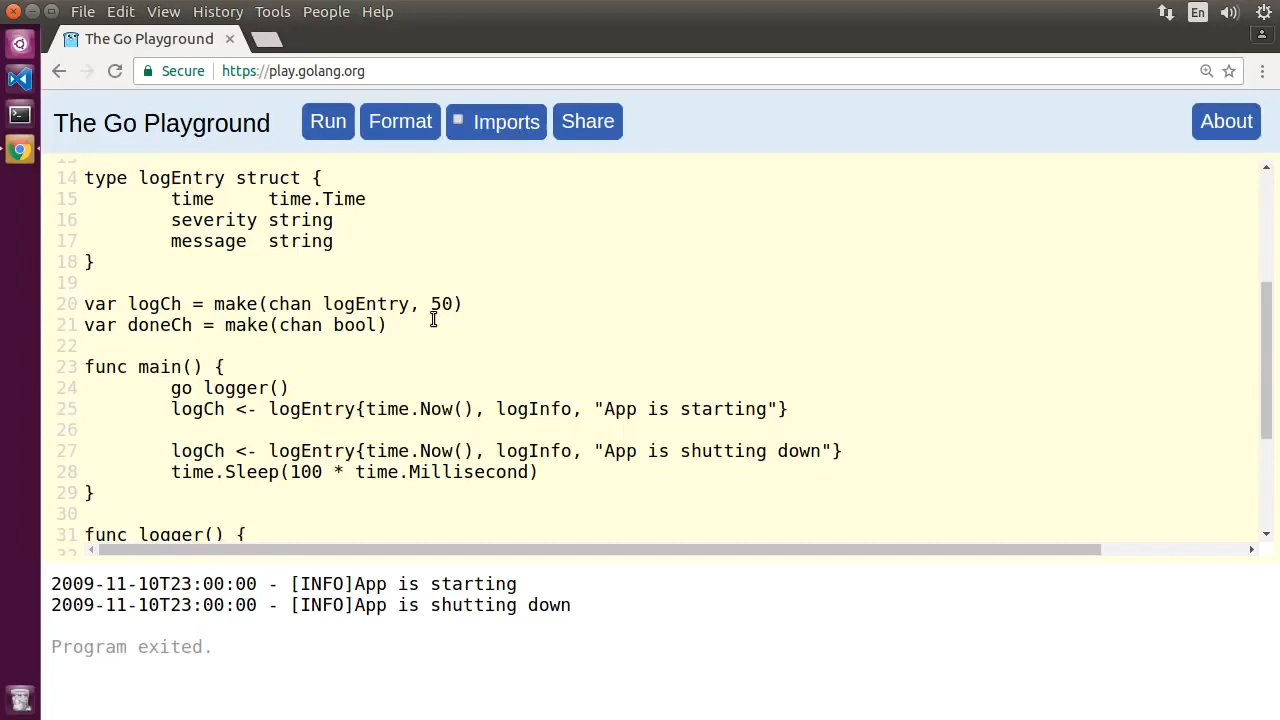 File Edit View History Tools People Help
En
The Go Playground
Secure https://play.golang.org
The Go Playground Run Format Imports Share About
14 type logEntry struct {
15 time time.Time
16 severity string
17 message string
18 }
19
20 var logCh = make(chan logEntry, 50)
21 var doneCh = make(chan bool)
22
23 func main() {
24 go logger()
25 logCh <- logEntry{time.Now(), logInfo, "App is starting"}
26
27 logCh <- logEntry{time.Now(), logInfo, "App is shutting down"}
28 time.Sleep(100 * time.Millisecond)
29 }
30
31 func logger() {
2009-11-10T23:00:00 - [INFO]App is starting
2009-11-10T23:00:00 - [INFO]App is shutting down
Program exited.